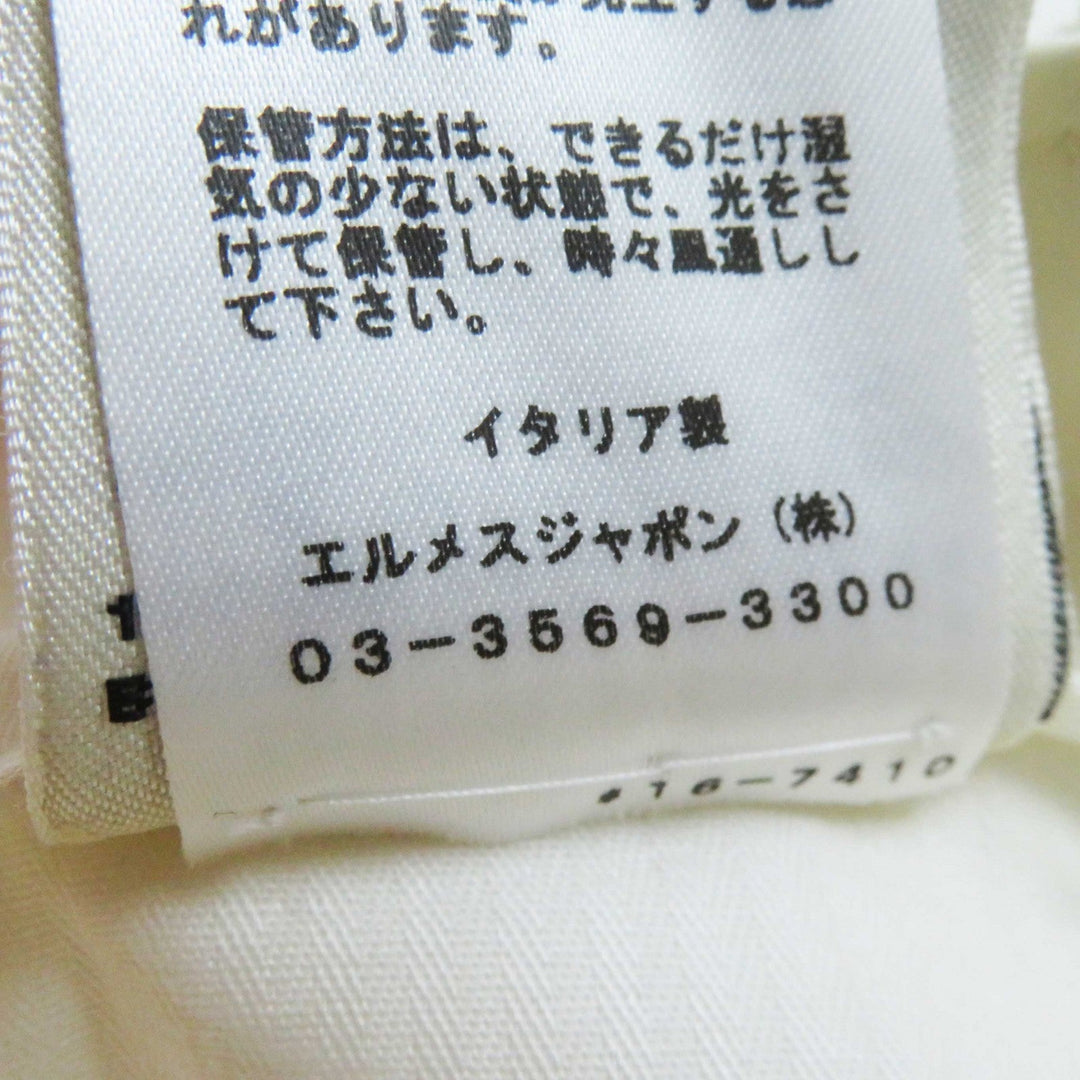 れがあります。
保管方法は、できるだけ湿
気の少ない状態で、光をさ
けて保管し、時々風通しし
て下さい。
イタリア製
エルメスジャポン（株）
03-3569-3300
16-7410